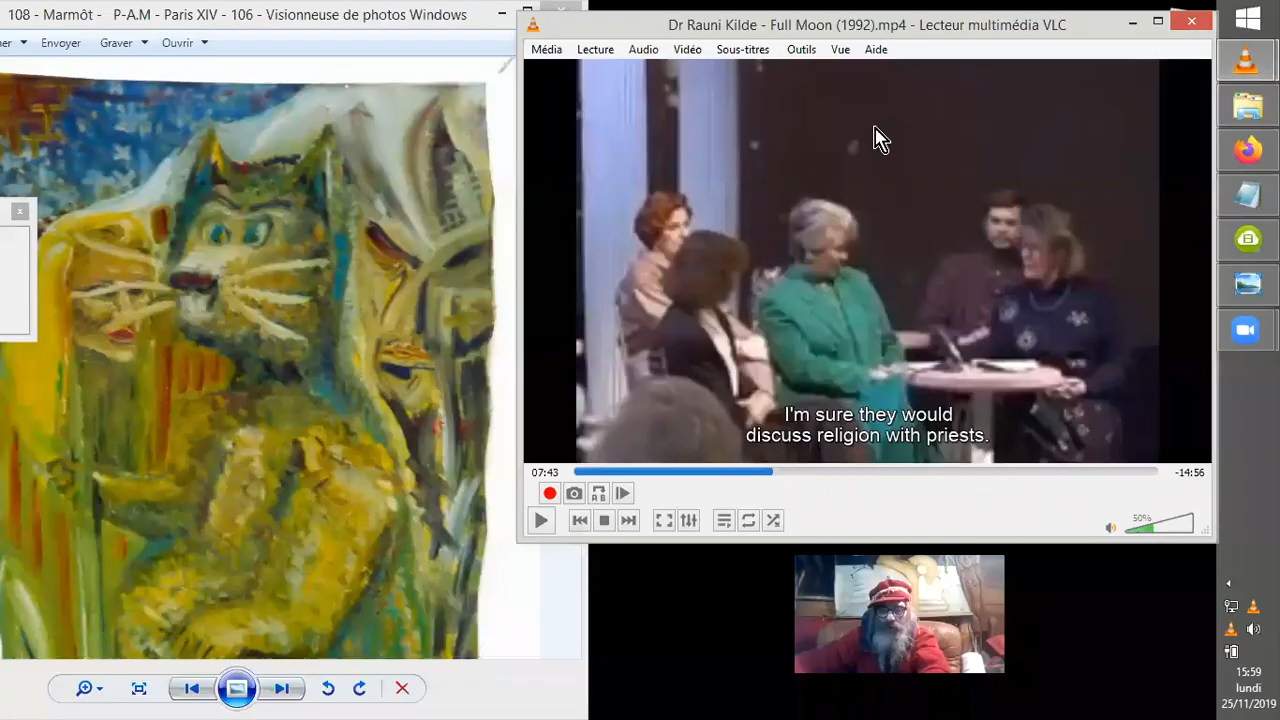 108 - Marmôt - P-A-M - Paris XIV - 106 - Visionneuse de photos Windows
Envoyer Graver Ouvrir
Dr Rauni Kilde - Full Moon (1992).mp4 - Lecteur multimédia VLC
Média Lecture Audio Vidéo Sous-titres Outils Vue Aide
I'm sure they would
discuss religion with priests.
07:43 -14:56
50%
15:59
lundi
25/11/2019